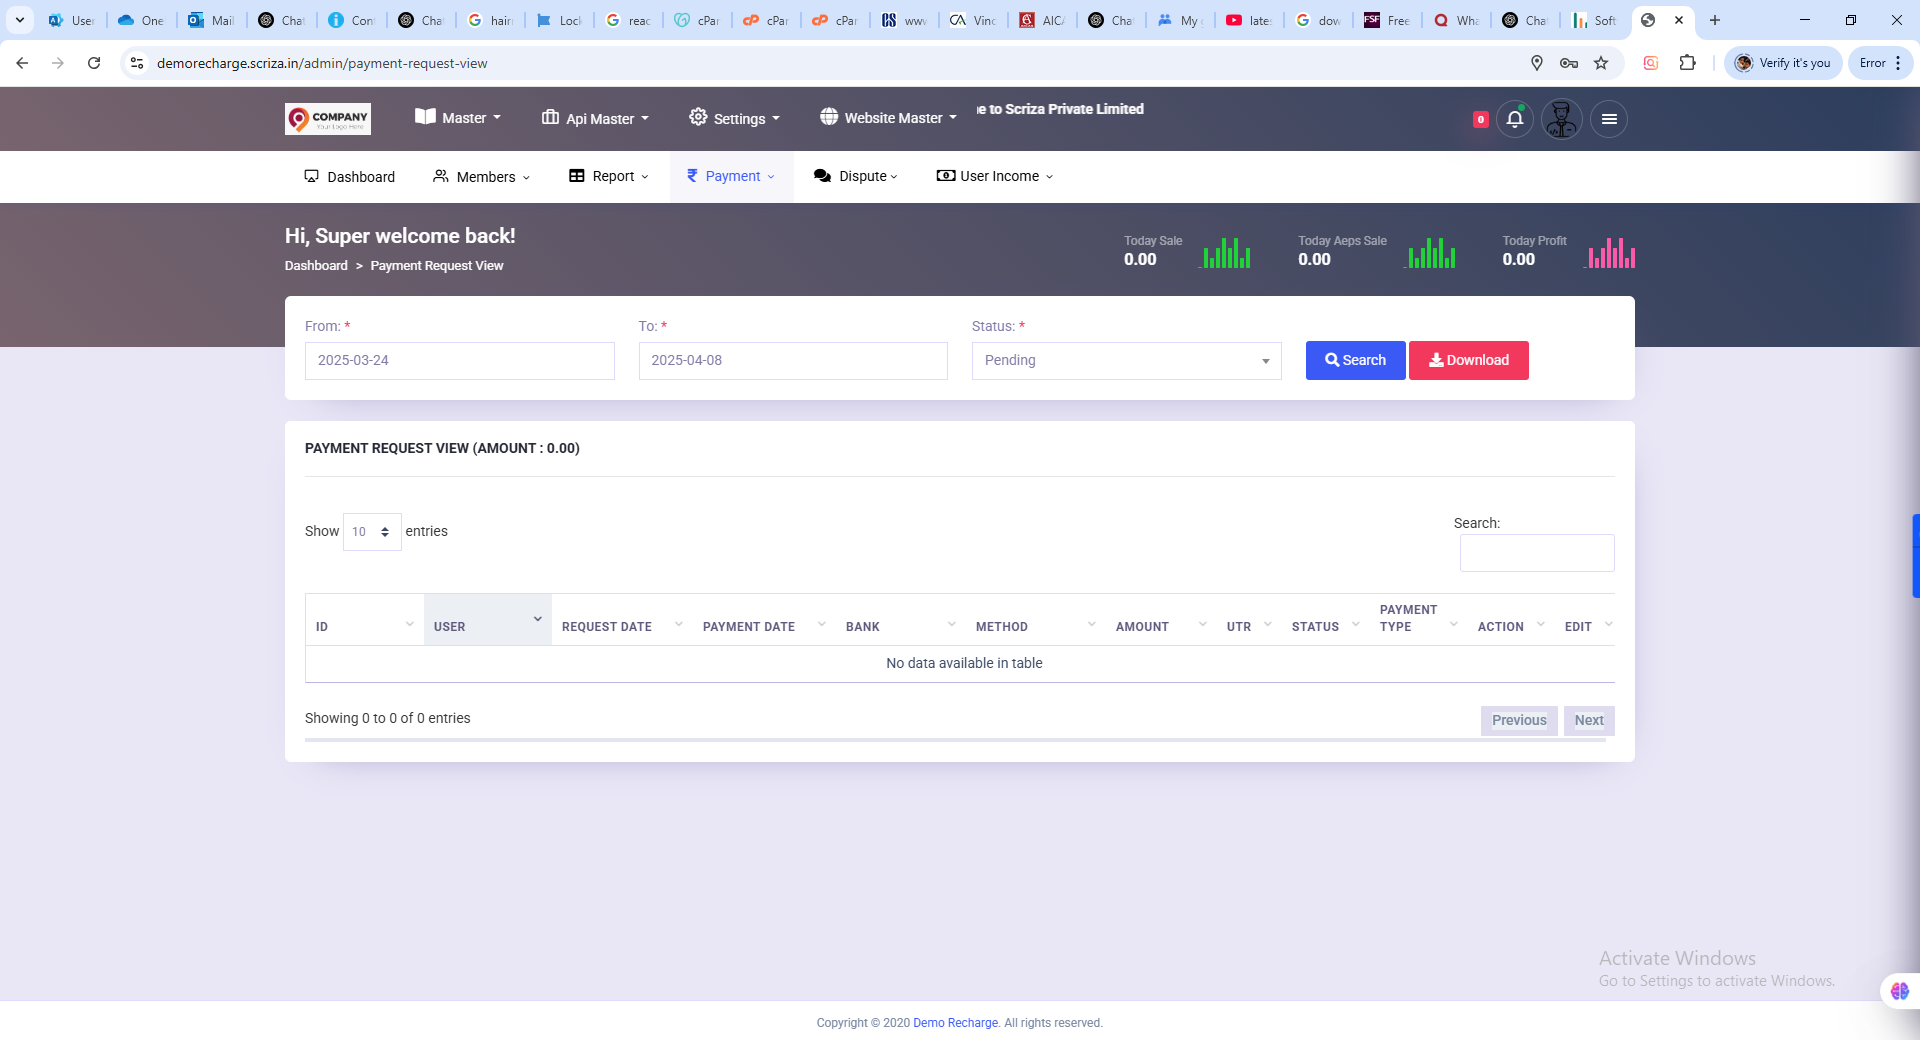 User
One
Mail
Chat
Con
Chat
hair
Lock
reac
cPar
cPar
cPar
www
Vinc
AICA
Chat
My
late
dow
Free
Wha
Chat
Soft
demorecharge.scriza.in/admin/payment-request-view
Verify it's you
Error
COMPANY
Your Logo Here
Master
Api Master
Settings
Website Master
e to Scriza Private Limited
0
Dashboard
Members
Report
Payment
Dispute
User Income
Hi, Super welcome back!
Dashboard > Payment Request View
Today Sale
0.00
Today Aeps Sale
0.00
Today Profit
0.00
From: *
To: *
Status: *
2025-03-24
2025-04-08
Pending
Search
Download
PAYMENT REQUEST VIEW (AMOUNT : 0.00)
Show 10 entries
Search:
ID
USER
REQUEST DATE
PAYMENT DATE
BANK
METHOD
AMOUNT
UTR
STATUS
PAYMENT
TYPE
ACTION
EDIT
No data available in table
Showing 0 to 0 of 0 entries
Previous
Next
Activate Windows
Go to Settings to activate Windows.
Copyright © 2020 Demo Recharge. All rights reserved.